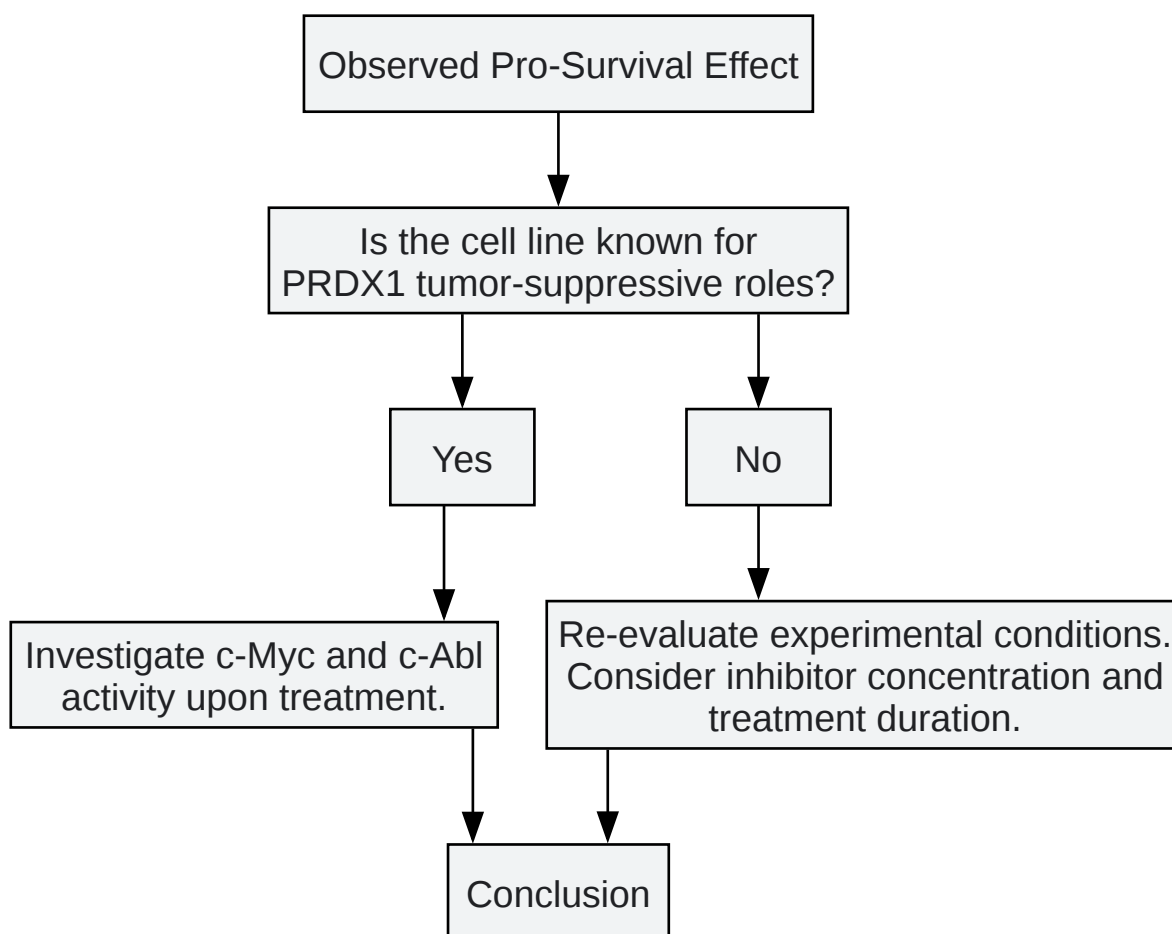 Observed Pro-Survival Effect
Is the cell line known for
PRDX1 tumor-suppressive roles?
Yes
No
Investigate c-Myc and c-Abl
activity upon treatment.
Re-evaluate experimental conditions.
Consider inhibitor concentration and
treatment duration.
Conclusion